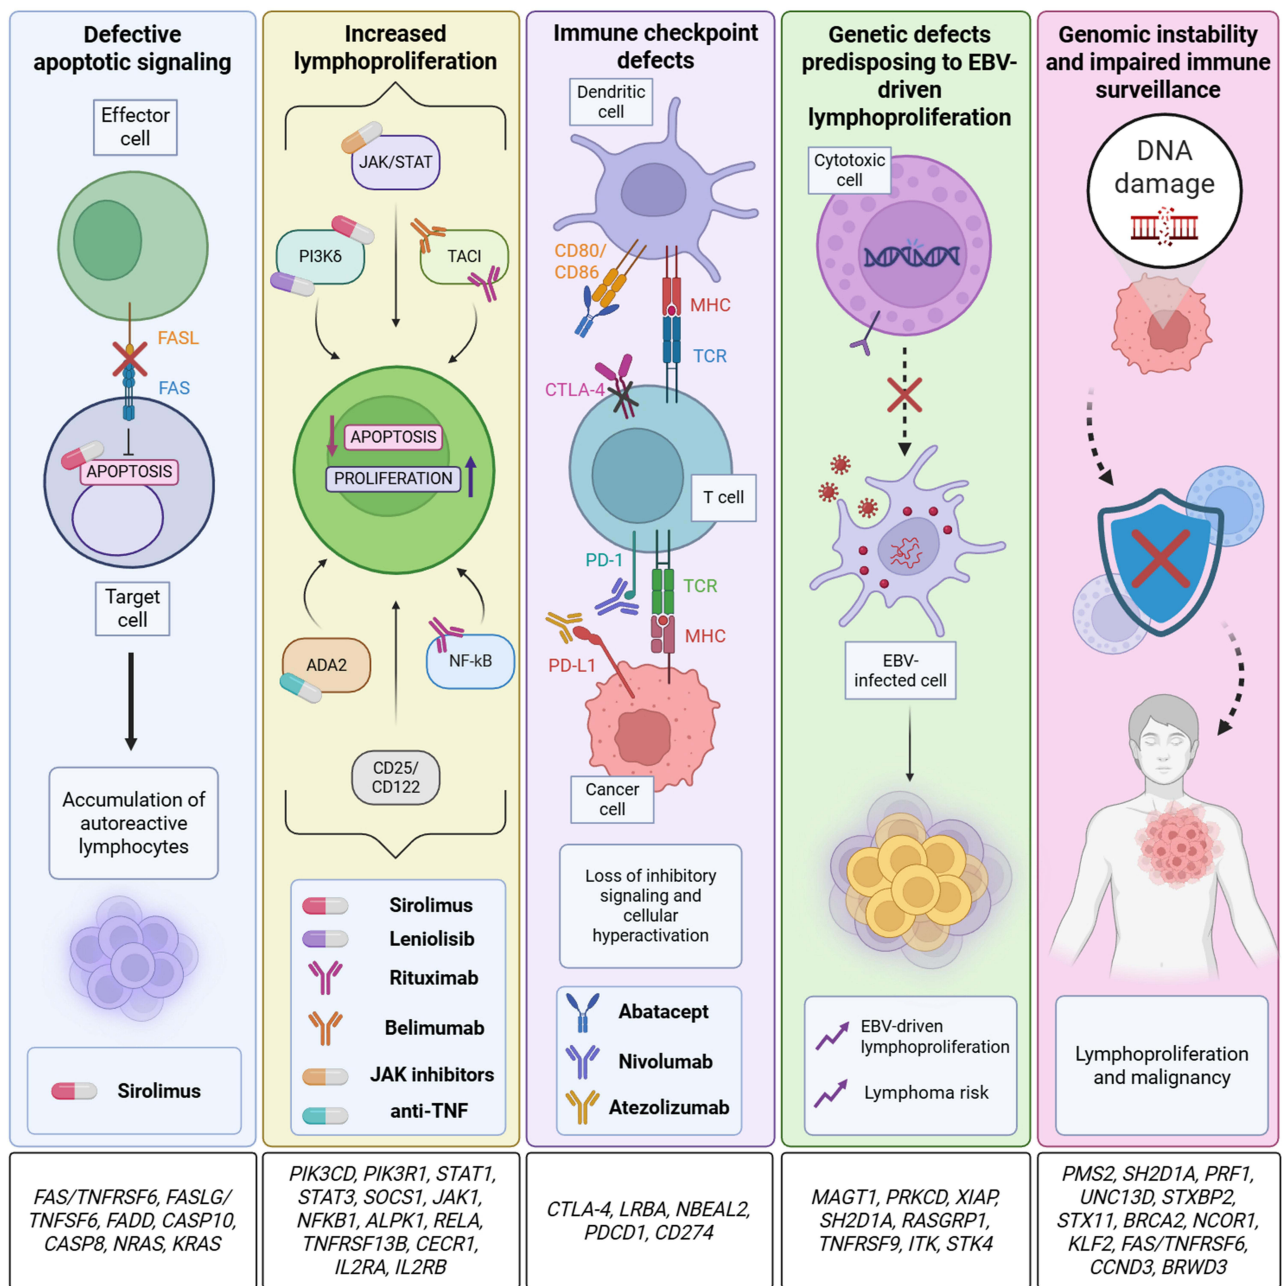 Defective
apoptotic signaling
Effector
cell
FASL
FAS
APOPTOSIS
Target
cell
Accumulation of
autoreactive
lymphocytes
Sirolimus
FAS/TNFRSF6, FASLG/
TNFSF6, FADD, CASP10,
CASP8, NRAS, KRAS
Increased
lymphoproliferation
JAK/STAT
PI3Kδ
TACI
APOPTOSIS
PROLIFERATION
ADA2
NF-kB
CD25/
CD122
Sirolimus
Leniolisib
Rituximab
Belimumab
JAK inhibitors
anti-TNF
PIK3CD, PIK3R1, STAT1,
STAT3, SOCS1, JAK1,
NFKB1, ALPK1, RELA,
TNFRSF13B, CECR1,
IL2RA, IL2RB
Immune checkpoint
defects
Dendritic
cell
CD80/
CD86
MHC
TCR
CTLA-4
T cell
PD-1
TCR
MHC
PD-L1
Cancer
cell
Loss of inhibitory
signaling and
cellular
hyperactivation
Abatacept
Nivolumab
Atezolizumab
CTLA-4, LRBA, NBEAL2,
PDCD1, CD274
Genetic defects
predisposing to EBV-
driven
lymphoproliferation
Cytotoxic
cell
EBV-
infected cell
EBV-driven
lymphoproliferation
Lymphoma risk
MAGT1, PRKCD, XIAP,
SH2D1A, RASGRP1,
TNFRSF9, ITK, STK4
Genomic instability
and impaired immune
surveillance
DNA
damage
Lymphoproliferation
and malignancy
PMS2, SH2D1A, PRF1,
UNC13D, STXBP2,
STX11, BRCA2, NCOR1,
KLF2, FAS/TNFRSF6,
CCND3, BRWD3